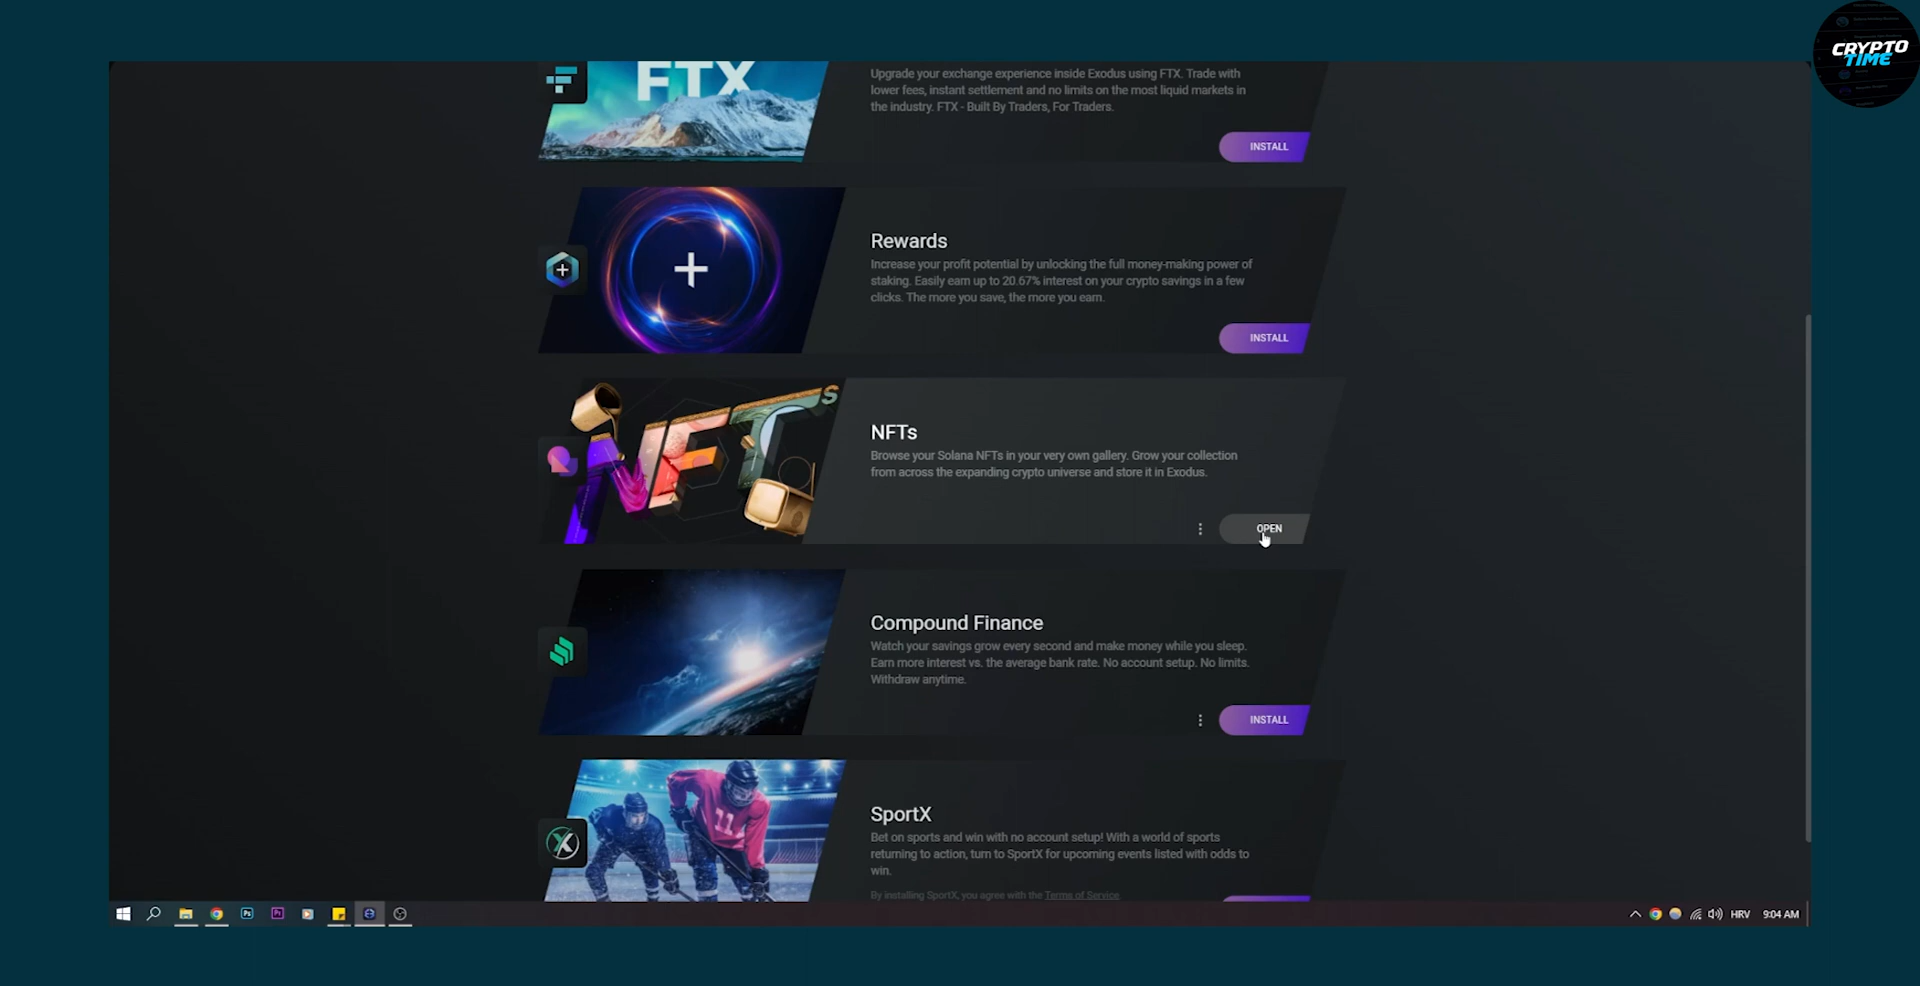 CRYPTO
TIME
FTX
Upgrade your exchange experience inside Exodus using FTX. Trade with
lower fees, instant settlement and no limits on the most liquid markets in
the industry. FTX - Built By Traders, For Traders.
INSTALL
Rewards
Increase your profit potential by unlocking the full money-making power of
staking. Easily earn up to 20.67% interest on your crypto savings in a few
clicks. The more you save, the more you earn.
INSTALL
NFTs
NFTs
Browse your Solana NFTs in your very own gallery. Grow your collection
from across the expanding crypto universe and store it in Exodus.
OPEN
Compound Finance
Watch your savings grow every second and make money while you sleep.
Earn more interest vs. the average bank rate. No account setup. No limits.
Withdraw anytime.
INSTALL
11
SportX
Bet on sports and win with no account setup! With a world of sports
returning to action, turn to SportX for upcoming events listed with odds to
win.
By installing SportX, you agree with the Terms of Service.
Ps
Pr
HRV
9:04 AM